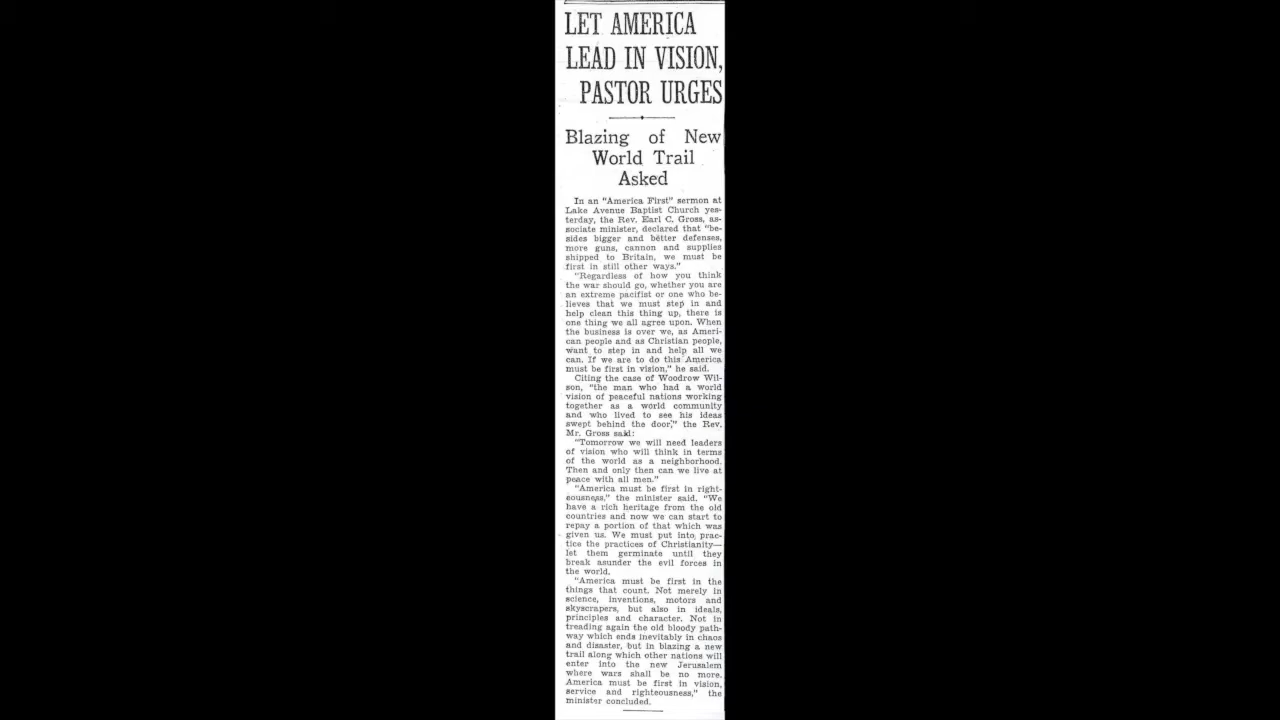 LET AMERICA
LEAD IN VISION,
PASTOR URGES
Blazing of New
World Trail
Asked
In an "America First" sermon at
Lake Avenue Baptist Church yes-
terday, the Rev. Earl C. Gross, as-
sociate minister, declared that "be-
sides bigger and better defenses,
more guns, cannon and supplies
shipped to Britain, we must be
first in still other ways."
"Regardless of how you think
the war should go, whether you are
an extreme pacifist or one who be-
lieves that we must step in and
help clean this thing up, there is
one thing we all agree upon. When
the business is over we, as Ameri-
can people and as Christian people,
want to step in and help all we
can. If we are to do this America
must be first in vision," he said.
Citing the case of Woodrow Wil-
son, "the man who had a world
vision of peaceful nations working
together as a world community
and who lived to see his ideas
swept behind the door," the Rev.
Mr. Gross said:
"Tomorrow we will need leaders
of vision who will think in terms
of the world as a neighborhood.
Then and only then can we live at
peace with all men."
"America must be first in right-
eousness," the minister said. "We
have a rich heritage from the old
countries and now we can start to
repay a portion of that which was
given us. We must put into prac-
tice the practices of Christianity—
let them germinate until they
break asunder the evil forces in
the world.
"America must be first in the
things that count. Not merely in
science, inventions, motors and
skyscrapers, but also in ideals,
principles and character. Not in
treading again the old bloody path-
way which ends inevitably in chaos
and disaster, but in blazing a new
trail along which other nations will
enter into the new Jerusalem
where wars shall be no more.
America must be first in vision,
service and righteousness," the
minister concluded.